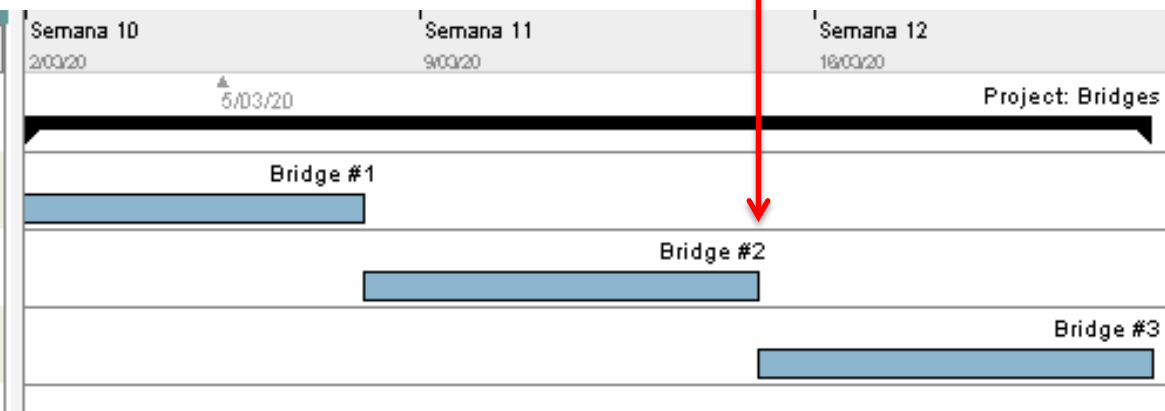 Semana 10
Semana 11
Semana 12
2/03/20
9/03/20
16/03/20
5/03/20
Project: Bridges
Bridge #1
Bridge #2
Bridge #3